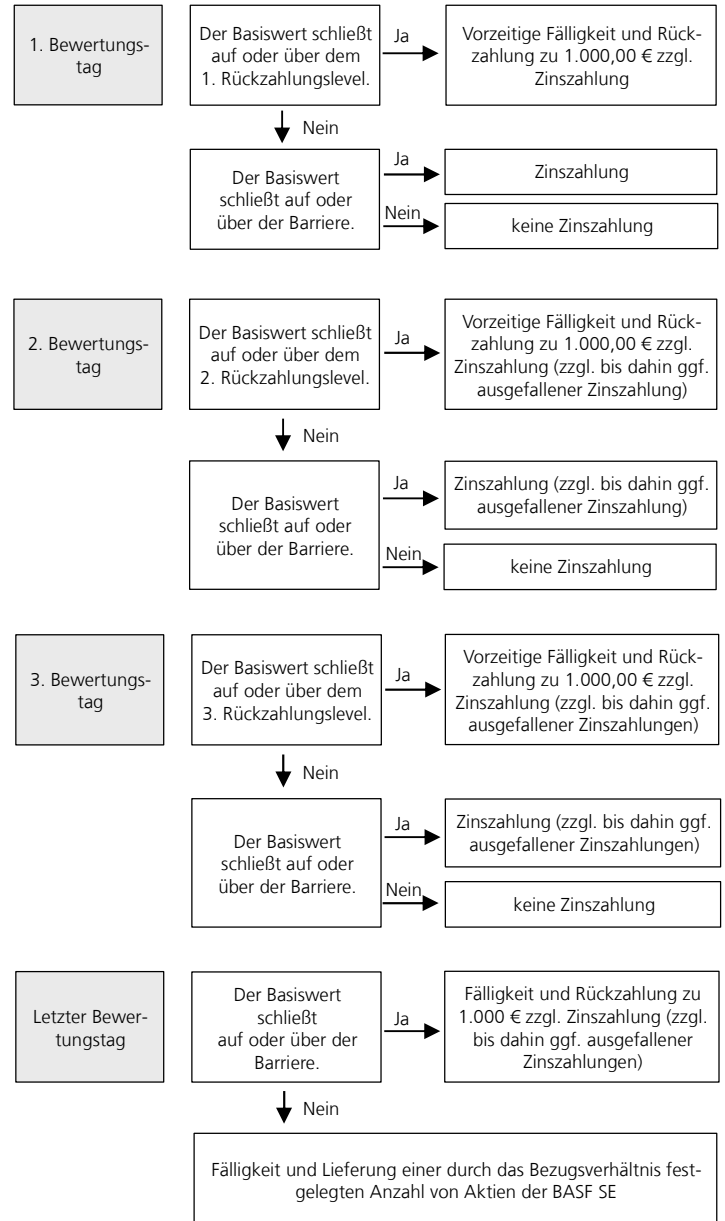 1. Bewertungs-
tag
Der Basiswert schließt
auf oder über dem
1. Rückzahlungslevel.
Ja
Vorzeitige Fälligkeit und Rück-
zahlung zu 1.000,00 € zzgl.
Zinszahlung
Nein
Der Basiswert
schließt auf oder
über der Barriere.
Ja
Zinszahlung
Nein
keine Zinszahlung
2. Bewertungs-
tag
Der Basiswert schließt
auf oder über dem
2. Rückzahlungslevel.
Ja
Vorzeitige Fälligkeit und Rück-
zahlung zu 1.000,00 € zzgl.
Zinszahlung (zzgl. bis dahin ggf.
ausgefallener Zinszahlung)
Nein
Der Basiswert
schließt auf oder
über der Barriere.
Ja
Zinszahlung (zzgl. bis dahin ggf.
ausgefallener Zinszahlung)
Nein
keine Zinszahlung
3. Bewertungs-
tag
Der Basiswert schließt
auf oder über dem
3. Rückzahlungslevel.
Ja
Vorzeitige Fälligkeit und Rück-
zahlung zu 1.000,00 € zzgl.
Zinszahlung (zzgl. bis dahin ggf.
ausgefallener Zinszahlungen)
Nein
Der Basiswert
schließt auf oder
über der Barriere.
Ja
Zinszahlung (zzgl. bis dahin ggf.
ausgefallener Zinszahlungen)
Nein
keine Zinszahlung
Letzter Bewer-
tungstag
Der Basiswert
schließt
auf oder über der
Barriere.
Ja
Fälligkeit und Rückzahlung zu
1.000 € zzgl. Zinszahlung (zzgl.
bis dahin ggf. ausgefallener
Zinszahlungen)
Nein
Fälligkeit und Lieferung einer durch das Bezugsverhältnis fest-
gelegten Anzahl von Aktien der BASF SE